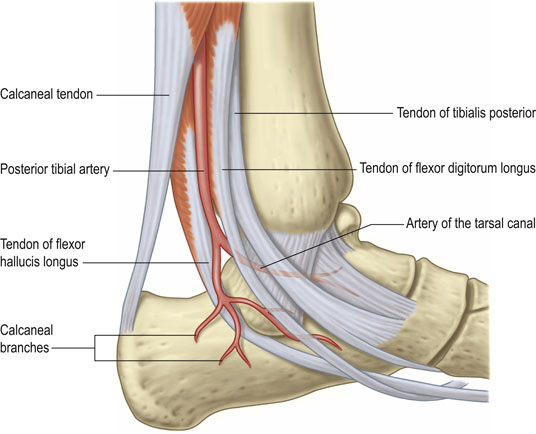 Calcaneal tendon
Posterior tibial artery
Tendon of flexor
hallucis longus
Calcaneal
branches
Tendon of tibialis posterior
Tendon of flexor digitorum longus
Artery of the tarsal canal